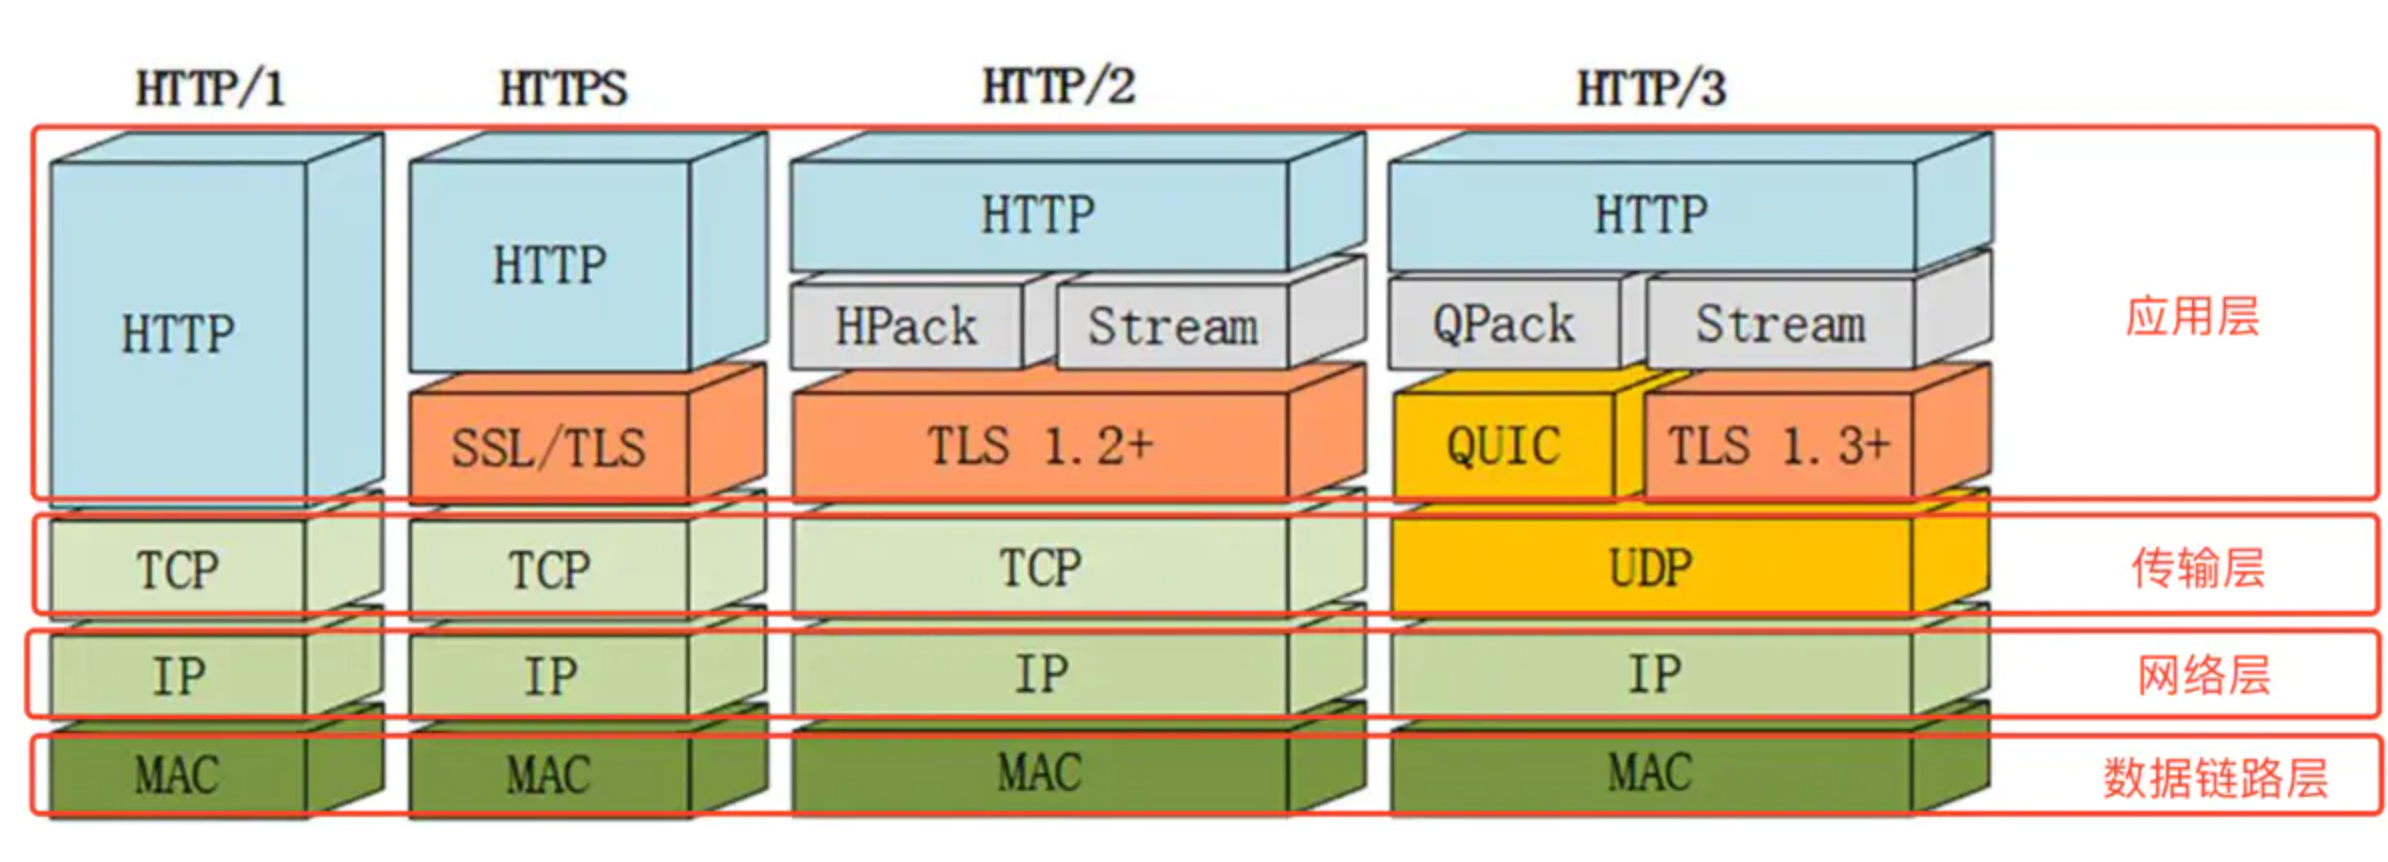 HTTP/1 HTTPS HTTP/2 HTTP/3
HTTP HTTP HTTP HTTP
HPack Stream QPack Stream 应用层
SSL/TLS TLS 1.2+ QUIC TLS 1.3+
TCP TCP TCP UDP 传输层
IP IP IP IP 网络层
MAC MAC MAC MAC 数据链路层